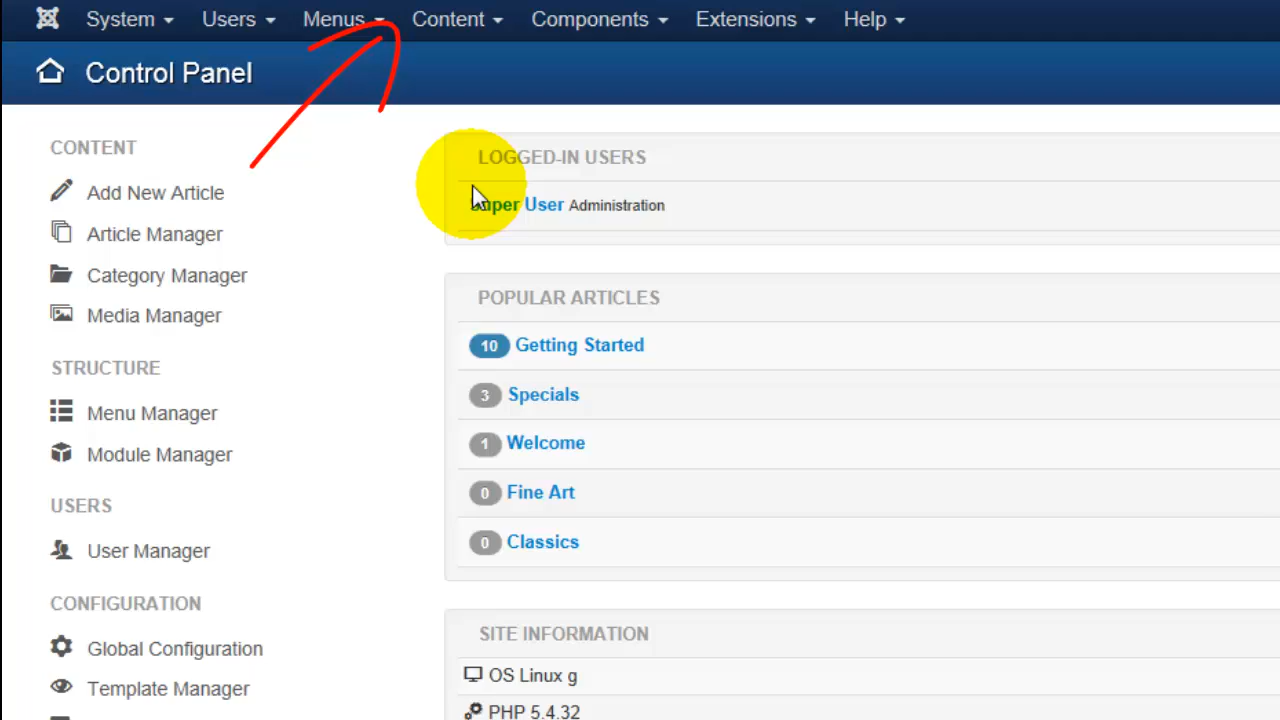 System Users Menus Content Components Extensions Help
Control Panel
CONTENT
Add New Article
Article Manager
Category Manager
Media Manager
STRUCTURE
Menu Manager
Module Manager
USERS
User Manager
CONFIGURATION
Global Configuration
Template Manager
LOGGED-IN USERS
Super User Administration
POPULAR ARTICLES
10 Getting Started
3 Specials
1 Welcome
0 Fine Art
0 Classics
SITE INFORMATION
OS Linux g
PHP 5.4.32